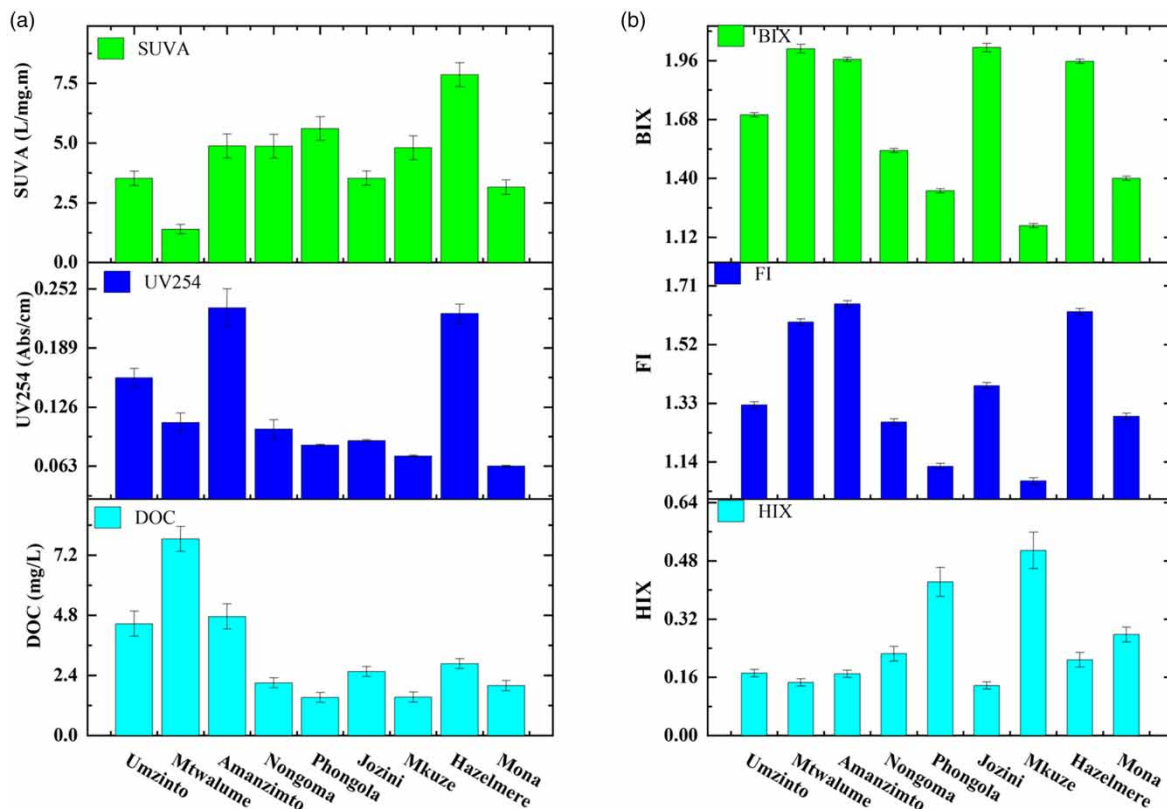 (a)
SUVA
SUVA (L/mg.m)
7.5
5.0
2.5
0.0
UV254
UV254 (Abs/cm)
0.252
0.189
0.126
0.063
DOC
DOC (mg/L)
7.2
4.8
2.4
0.0
Umzinto
Mtwalume
Amanzimto
Nongoma
Phongola
Jozini
Mkuze
Hazelmere
Mona
(b)
BIX
BIX
1.96
1.68
1.40
1.12
FI
FI
1.71
1.52
1.33
1.14
HIX
HIX
0.64
0.48
0.32
0.16
0.00
Umzinto
Mtwalume
Amanzimto
Nongoma
Phongola
Jozini
Mkuze
Hazelmere
Mona